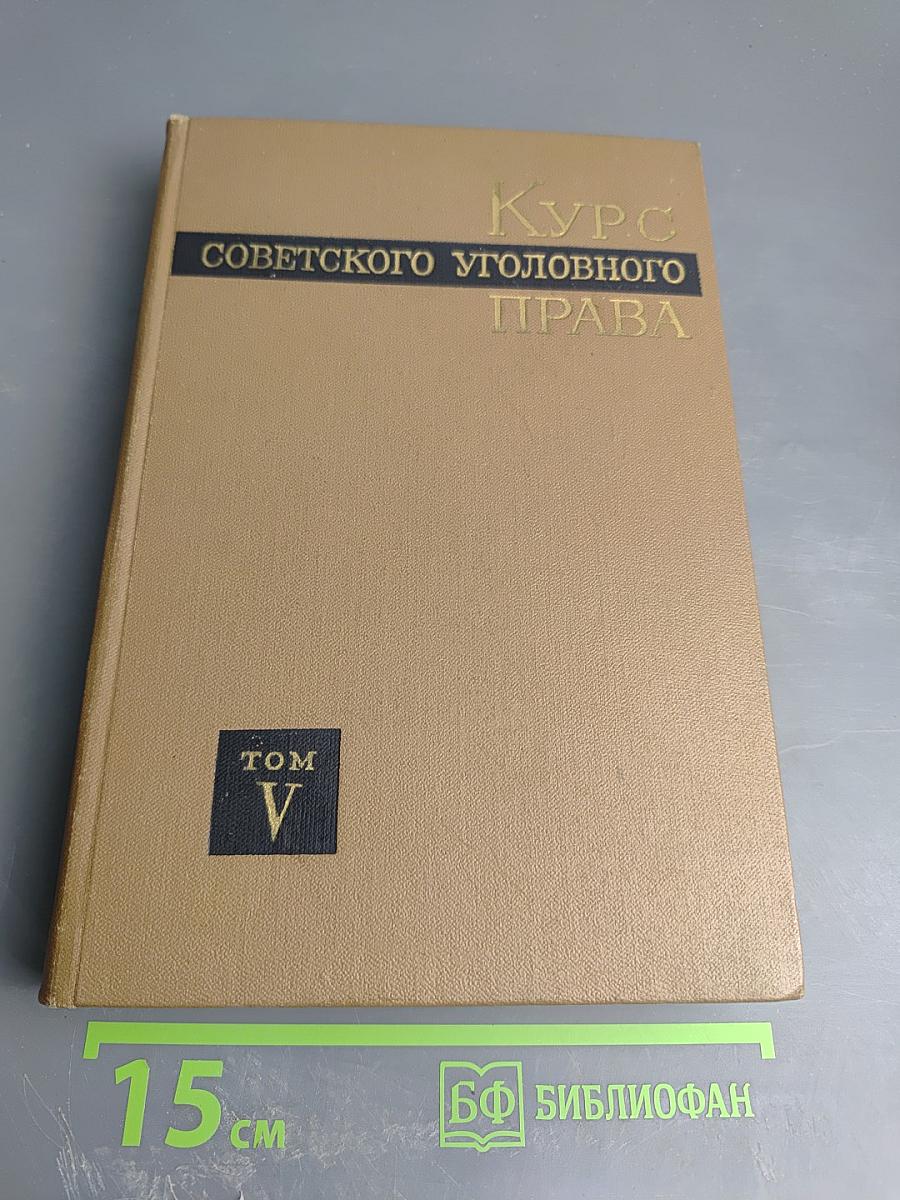 Курс
советского уголовного
права
том
V
15 см
БФ БИБЛИОФАН